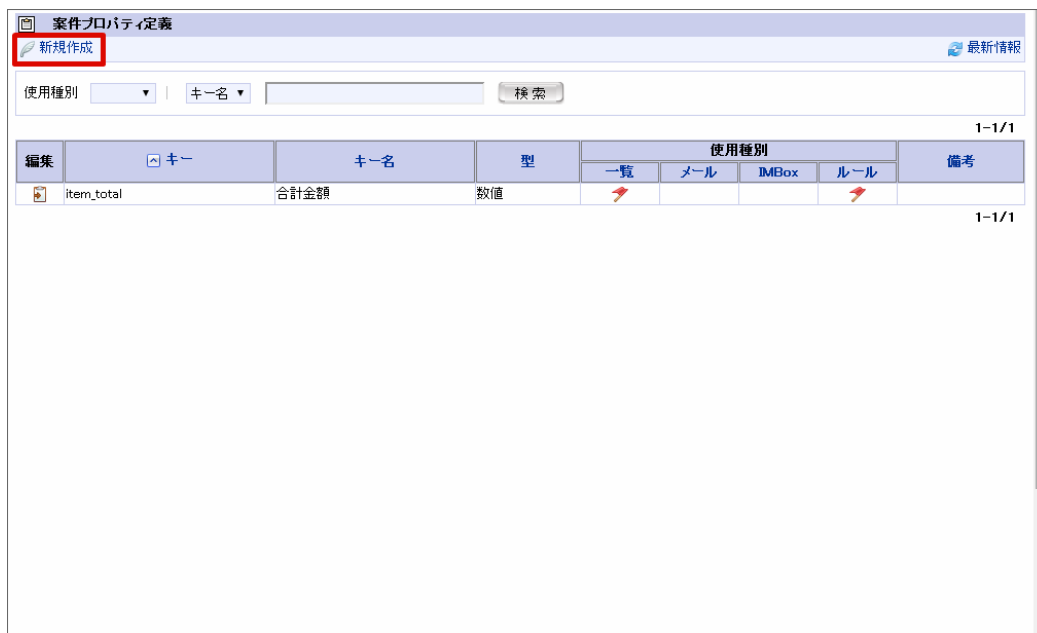 案件プロパティ定義
新規作成 最新情報
使用種別 | キー名 検索
1-1/1
編集 キー キー名 型 使用種別 備考
一覧 メール IMBox ルール
item_total 合計金額 数値
1-1/1